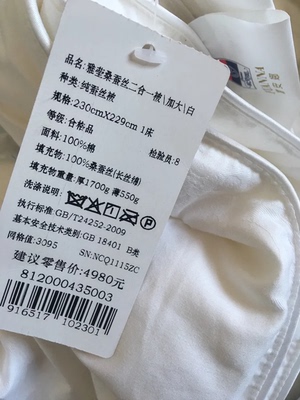 品名：雅莹桑蚕丝二合一被\加大\白
种类：纯蚕丝被
规格：230cmX229cm 1床
等级：合格品
检验员：8
面料：100%棉
填充物：100%桑蚕丝(长丝绵)
填充物重量：厚1700g 薄550g
洗涤说明：
执行标准：GB/T24252-2009
基本安全技术类别：GB 18401 B类
网格值：3095
SN:NCQ1115ZC
建议零售价：4980元
812000435003
916517 102301